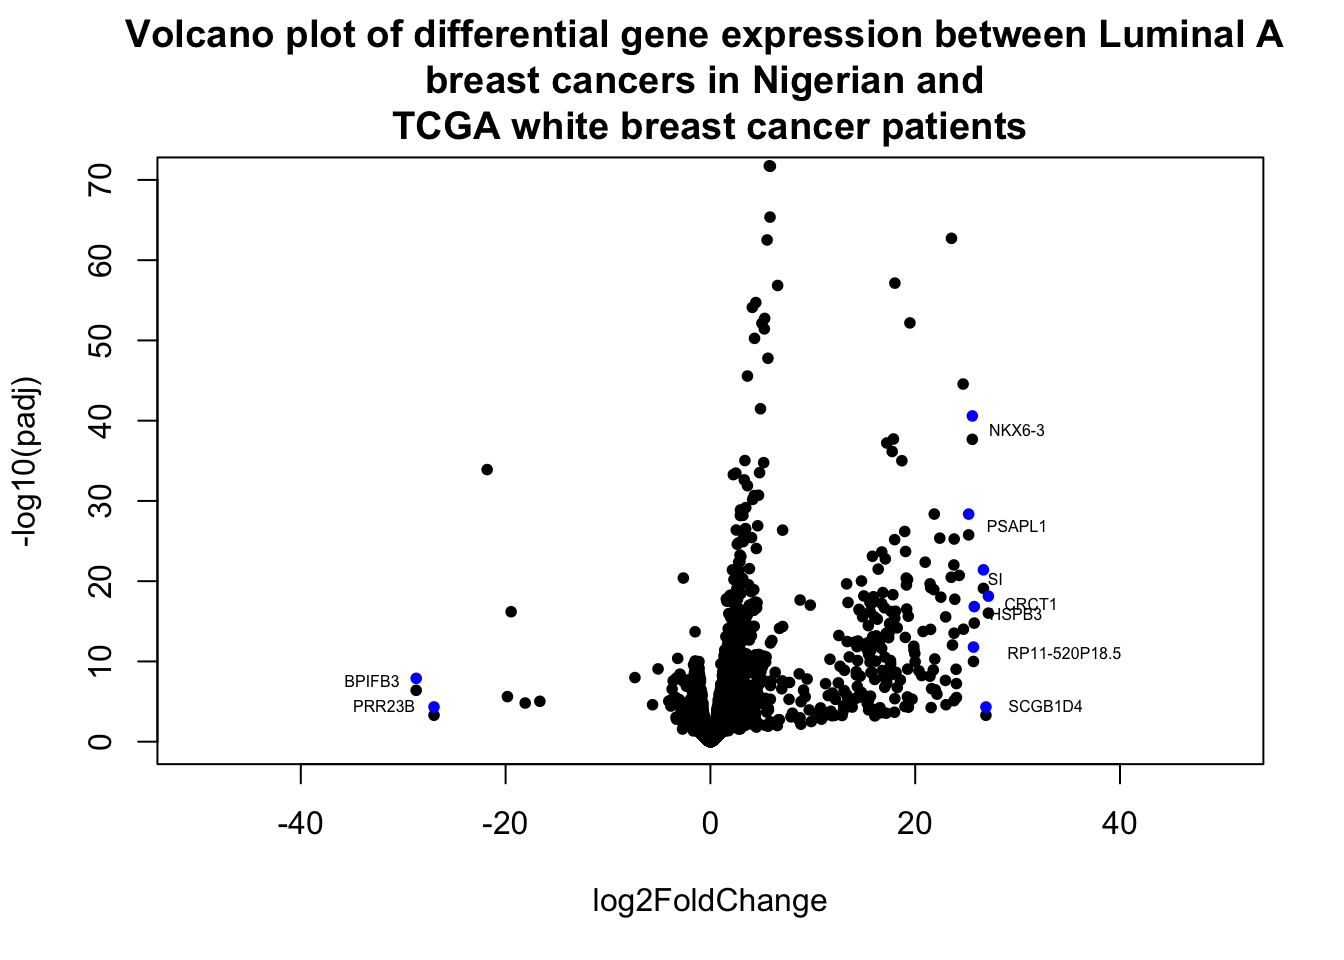 Volcano plot of differential gene expression between Luminal A
breast cancers in Nigerian and
TCGA white breast cancer patients
-log10(padj)
70
60
50
40
30
20
10
0
NKX6-3
PSAPL1
SI
CRCT1
HSPB3
RP11-520P18.5
BPIFB3
PRR23B
SCGB1D4
-40
-20
0
20
40
log2FoldChange